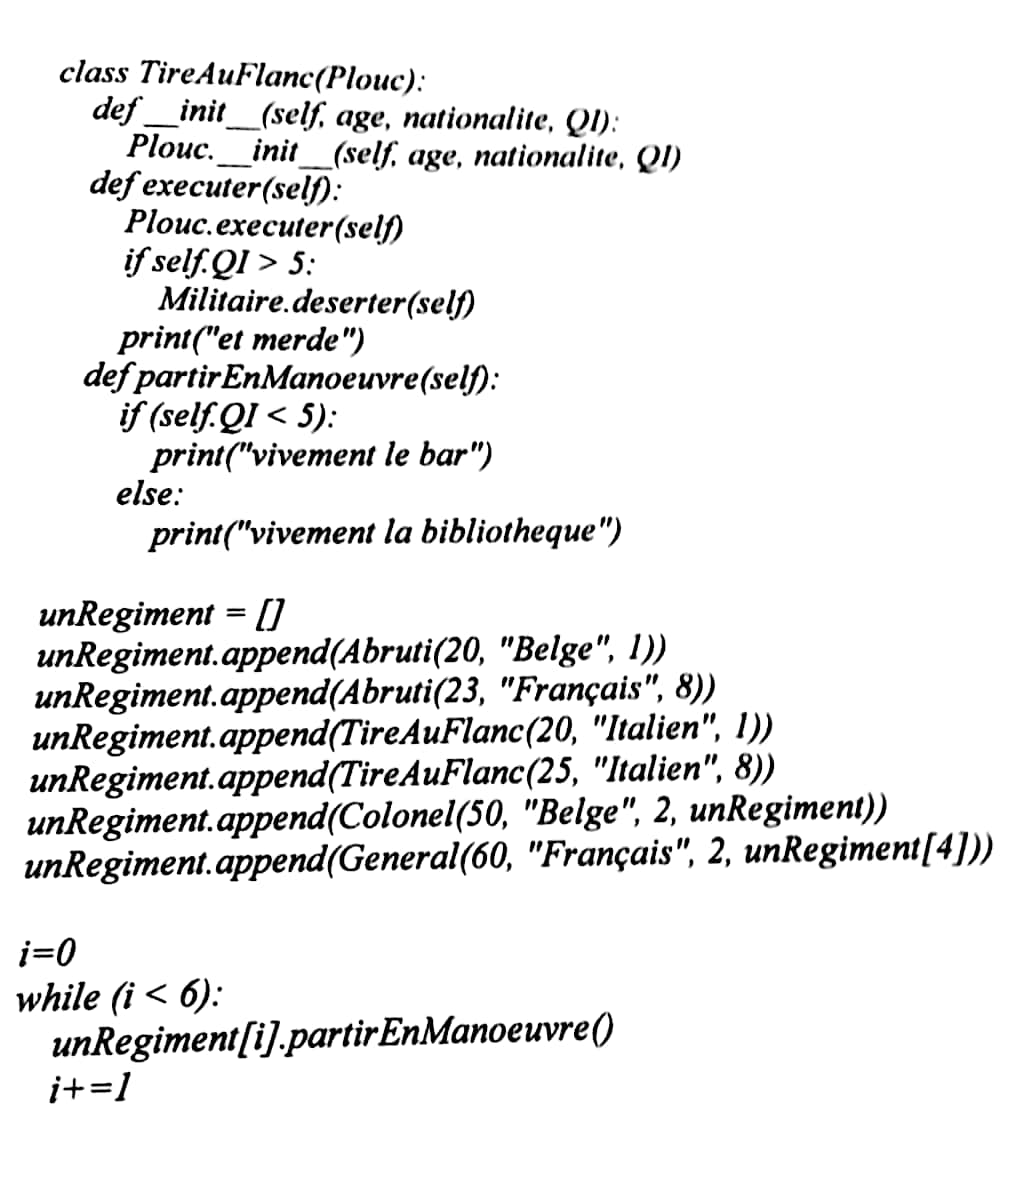 class TireAuFlanc(Plouc):
def __init__(self, age, nationalite, QI):
Plouc.__init__(self, age, nationalite, QI)
def executer(self):
Plouc.executer(self)
if self.QI > 5:
Militaire.deserter(self)
print("et merde")
def partirEnManoeuvre(self):
if (self.QI < 5):
print("vivement le bar")
else:
print("vivement la bibliotheque")
unRegiment = []
unRegiment.append(Abruti(20, "Belge", 1))
unRegiment.append(Abruti(23, "Français", 8))
unRegiment.append(TireAuFlanc(20, "Italien", 1))
unRegiment.append(TireAuFlanc(25, "Italien", 8))
unRegiment.append(Colonel(50, "Belge", 2, unRegiment))
unRegiment.append(General(60, "Français", 2, unRegiment[4]))
i=0
while (i < 6):
unRegiment[i].partirEnManoeuvre()
i+=1